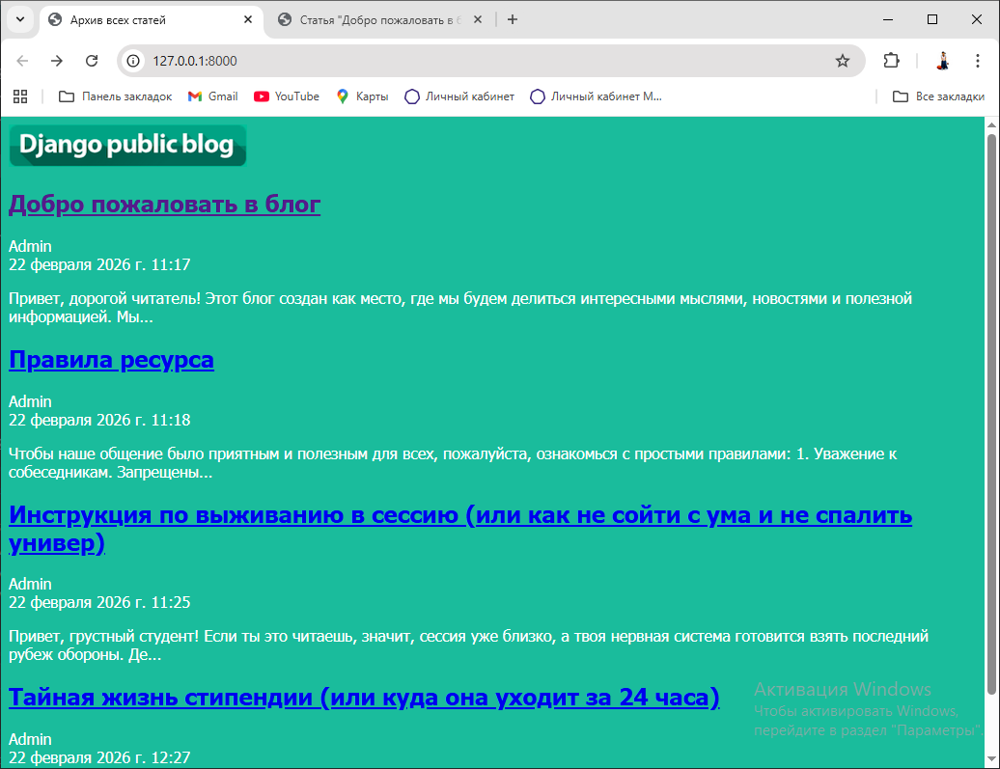 Архив всех статей
Статья "Добро пожаловать в
127.0.0.1:8000
Панель закладок
Gmail
YouTube
Карты
Личный кабинет
Личный кабинет М...
Все закладки
Django public blog
Добро пожаловать в блог
Admin
22 февраля 2026 г. 11:17
Привет, дорогой читатель! Этот блог создан как место, где мы будем делиться интересными мыслями, новостями и полезной
информацией. Мы...
Правила ресурса
Admin
22 февраля 2026 г. 11:18
Чтобы наше общение было приятным и полезным для всех, пожалуйста, ознакомься с простыми правилами: 1. Уважение к
собеседникам. Запрещены...
Инструкция по выживанию в сессию (или как не сойти с ума и не спалить
универ)
Admin
22 февраля 2026 г. 11:25
Привет, грустный студент! Если ты это читаешь, значит, сессия уже близко, а твоя нервная система готовится взять последний
рубеж обороны. Де...
Тайная жизнь стипендии (или куда она уходит за 24 часа)
Admin
22 февраля 2026 г. 12:27
Активация Windows
Чтобы активировать Windows,
перейдите в раздел "Параметры".